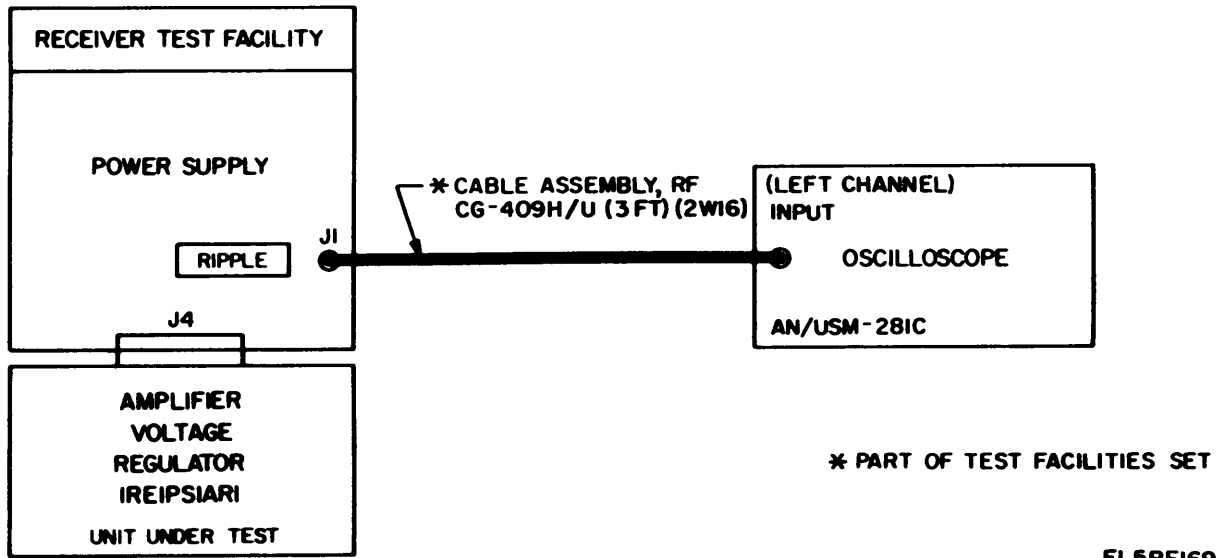 RECEIVER TEST FACILITY
POWER SUPPLY
RIPPLE
J1
J4
* CABLE ASSEMBLY, RF
CG-409H/U (3 FT) (2W16)
(LEFT CHANNEL)
INPUT
OSCILLOSCOPE
AN/USM-281C
AMPLIFIER
VOLTAGE
REGULATOR
IREIPSIARI
UNIT UNDER TEST
* PART OF TEST FACILITIES SET
EL5RE169